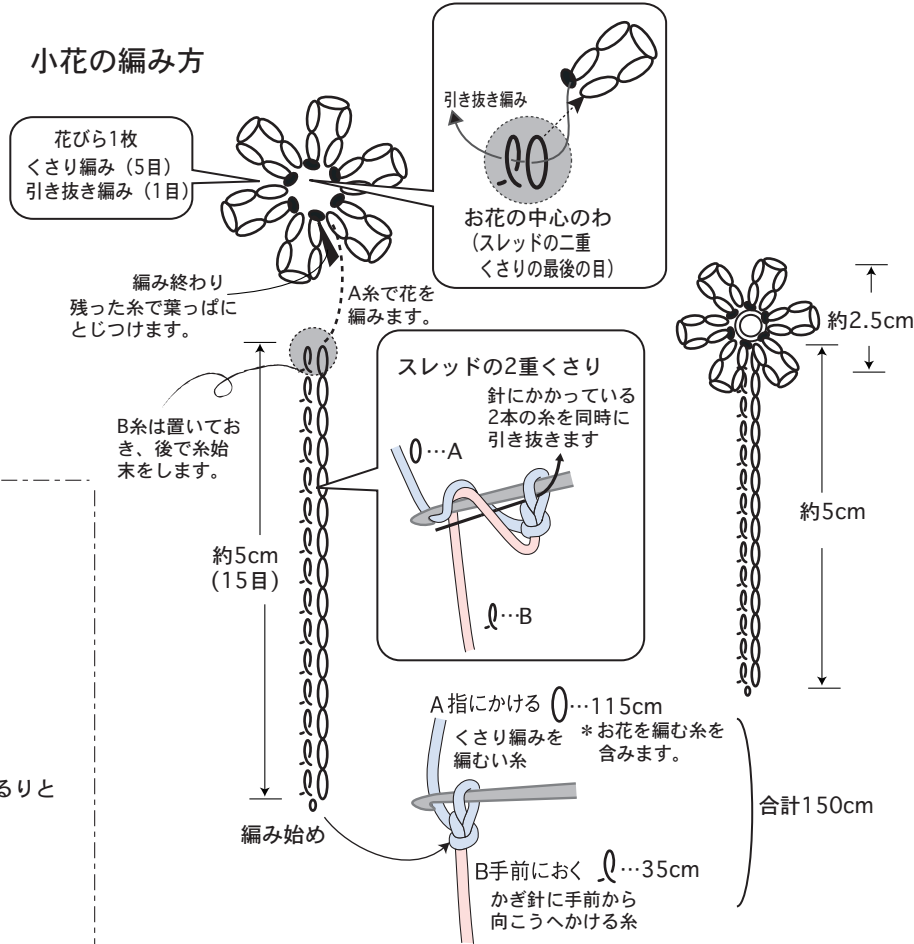 小花の編み方
花びら1枚
くさり編み（5目）
引き抜き編み（1目）
引き抜き編み
お花の中心のわ
（スレッドの二重
くさりの最後の目）
編み終わり
残った糸で葉っぱに
とじつけます。
A糸で花を
編みます。
B糸は置いてお
き、後で糸始
末をします。
約5cm
(15目)
スレッドの2重くさり
針にかかっている
2本の糸を同時に
引き抜きます
…A
…B
約2.5cm
約5cm
るりと
編み始め
A指にかける …115cm
＊お花を編む糸を
含みます。
くさり編みを
編むい糸
合計150cm
B手前におく …35cm
かぎ針に手前から
向こうへかける糸